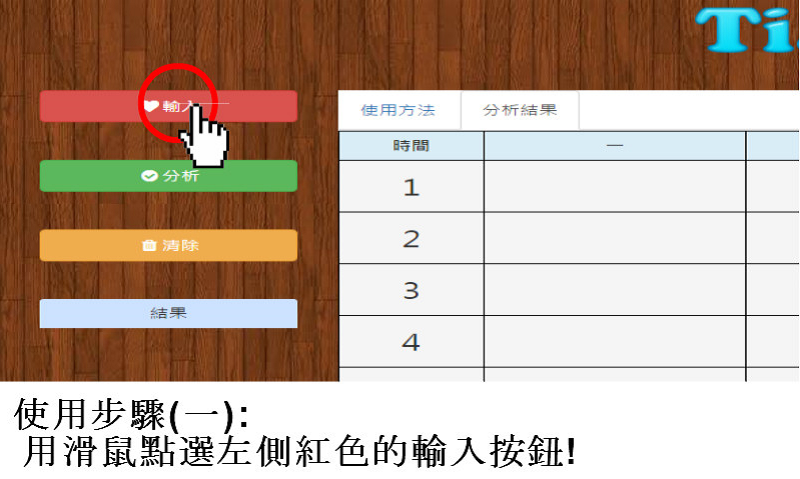 Ti
輸入
分析
清除
結果
使用方法 分析結果
時間 一
1
2
3
4
使用步驟(一):
用滑鼠點選左側紅色的輸入按鈕!